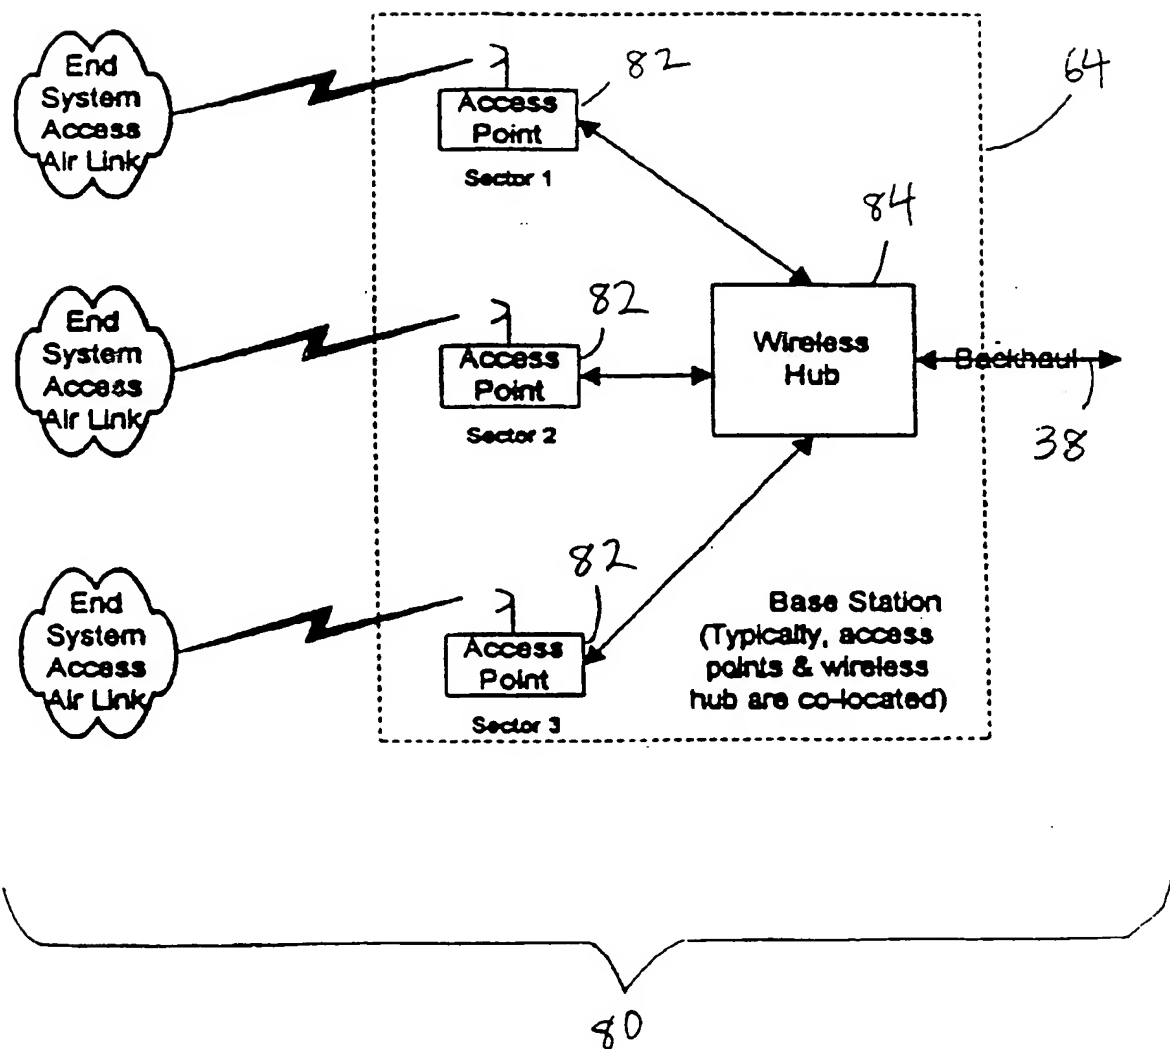 End
System
Access
Air Link
Access
Point
Sector 1
82
64
84
End
System
Access
Air Link
Access
Point
Sector 2
82
Wireless
Hub
Backhaul
38
End
System
Access
Air Link
Access
Point
Sector 3
82
Base Station
(Typically, access
points & wireless
hub are co-located)
80